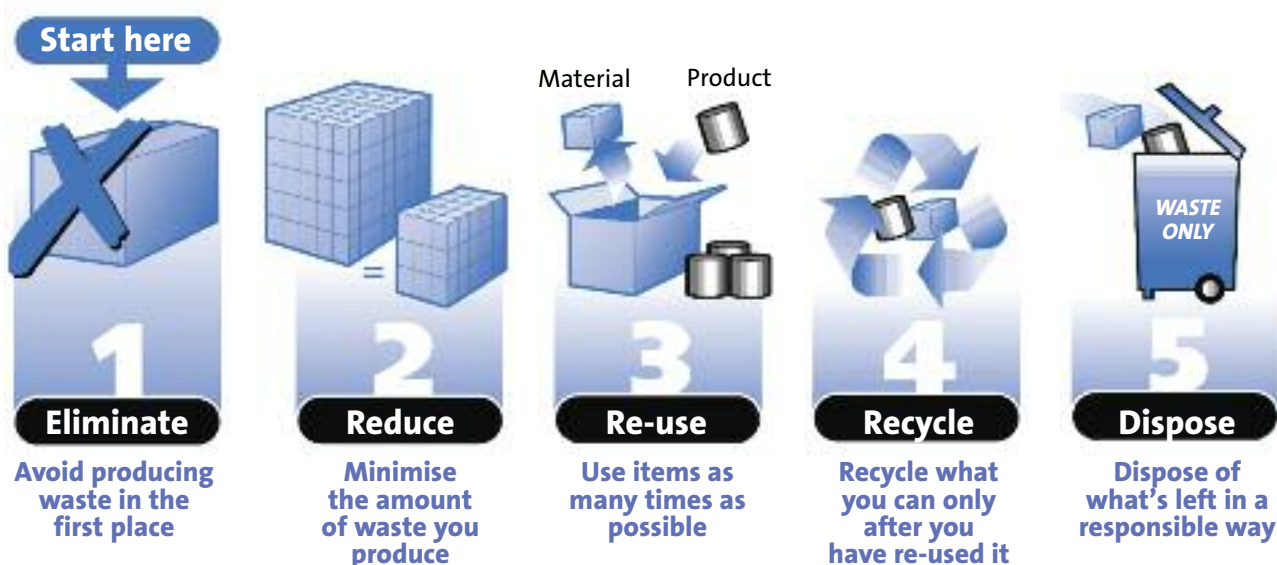 Start here
Material
Product
WASTE
ONLY
=
1
2
3
4
5
Eliminate
Reduce
Re-use
Recycle
Dispose
Avoid producing
waste in the
first place
Minimise
the amount
of waste you
produce
Use items as
many times as
possible
Recycle what
you can only
after you
have re-used it
Dispose of
what's left in a
responsible way